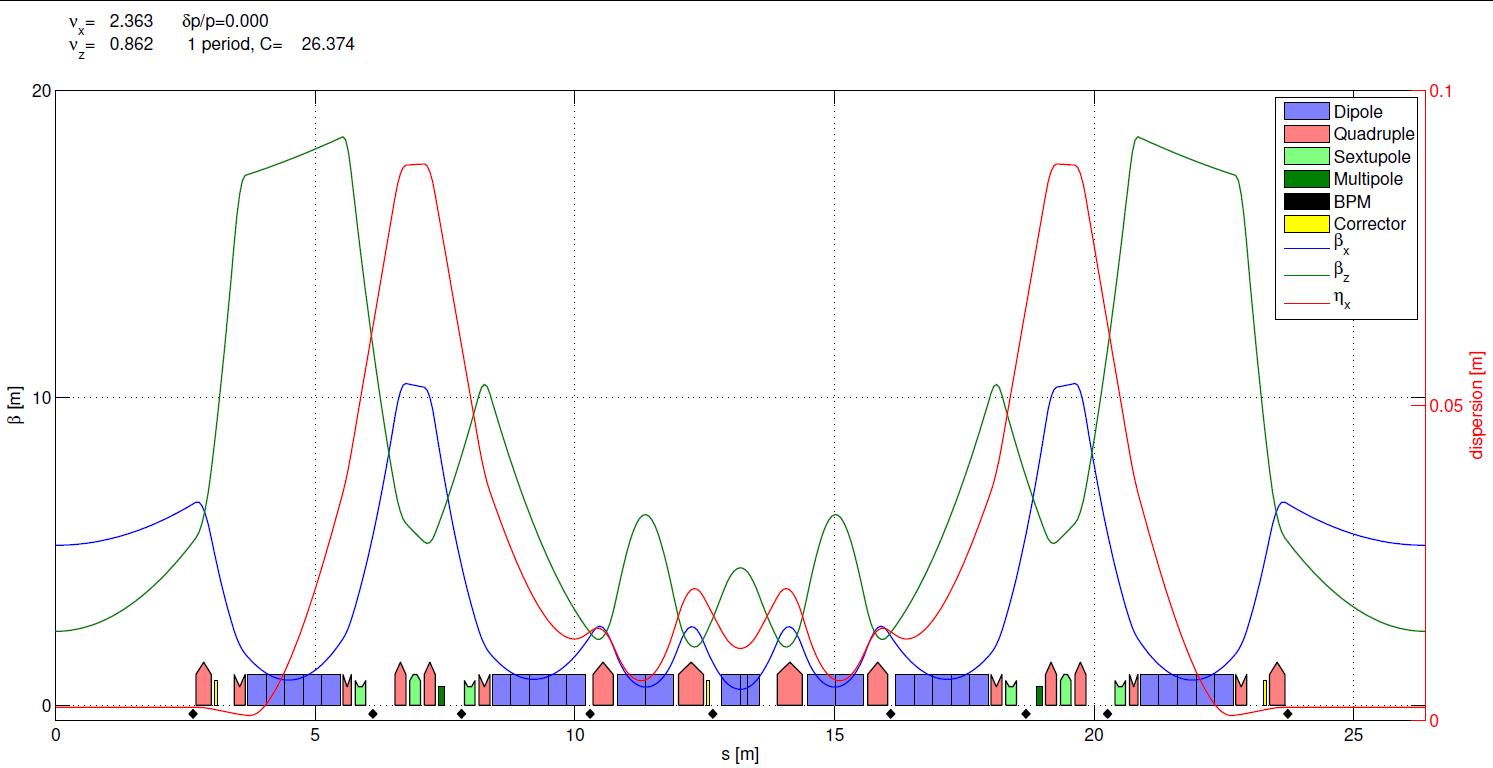 νx= 2.363 δp/p=0.000
νz= 0.862 1 period, C= 26.374
20
0.1
Dipole
Quadruple
Sextupole
Multipole
BPM
Corrector
βx
βz
ηx
β [m]
10
0.05
dispersion [m]
0
0
0 5 10 15 20 25
s [m]